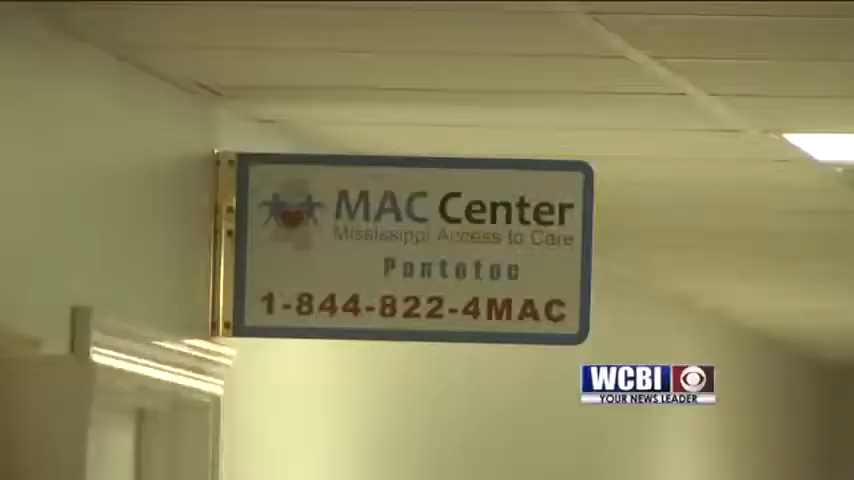 MAC Center
Mississippi Access to Care
Pontotoc
1-844-822-4MAC
WCBI
YOUR NEWS LEADER